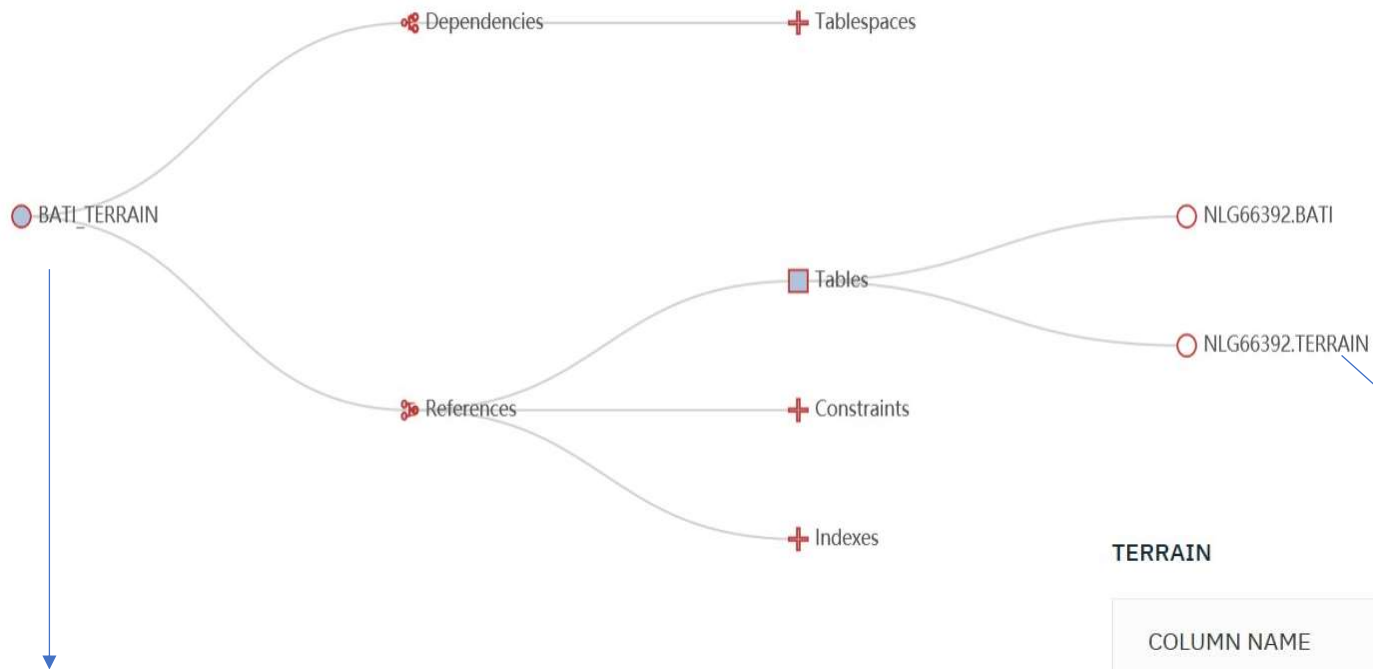 Dependencies
Tablespaces
BATI_TERRAIN
NLG66392.BATI
Tables
NLG66392.TERRAIN
References
Constraints
Indexes
TERRAIN
COLUMN NAME